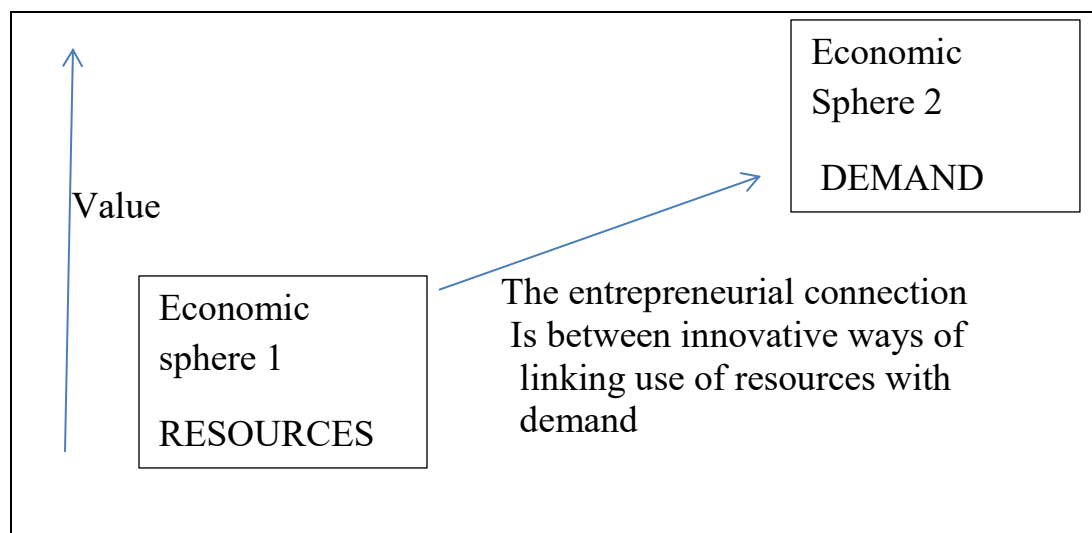 Economic
Sphere 2
DEMAND
Value
Economic
sphere 1
RESOURCES
The entrepreneurial connection
Is between innovative ways of
linking use of resources with
demand